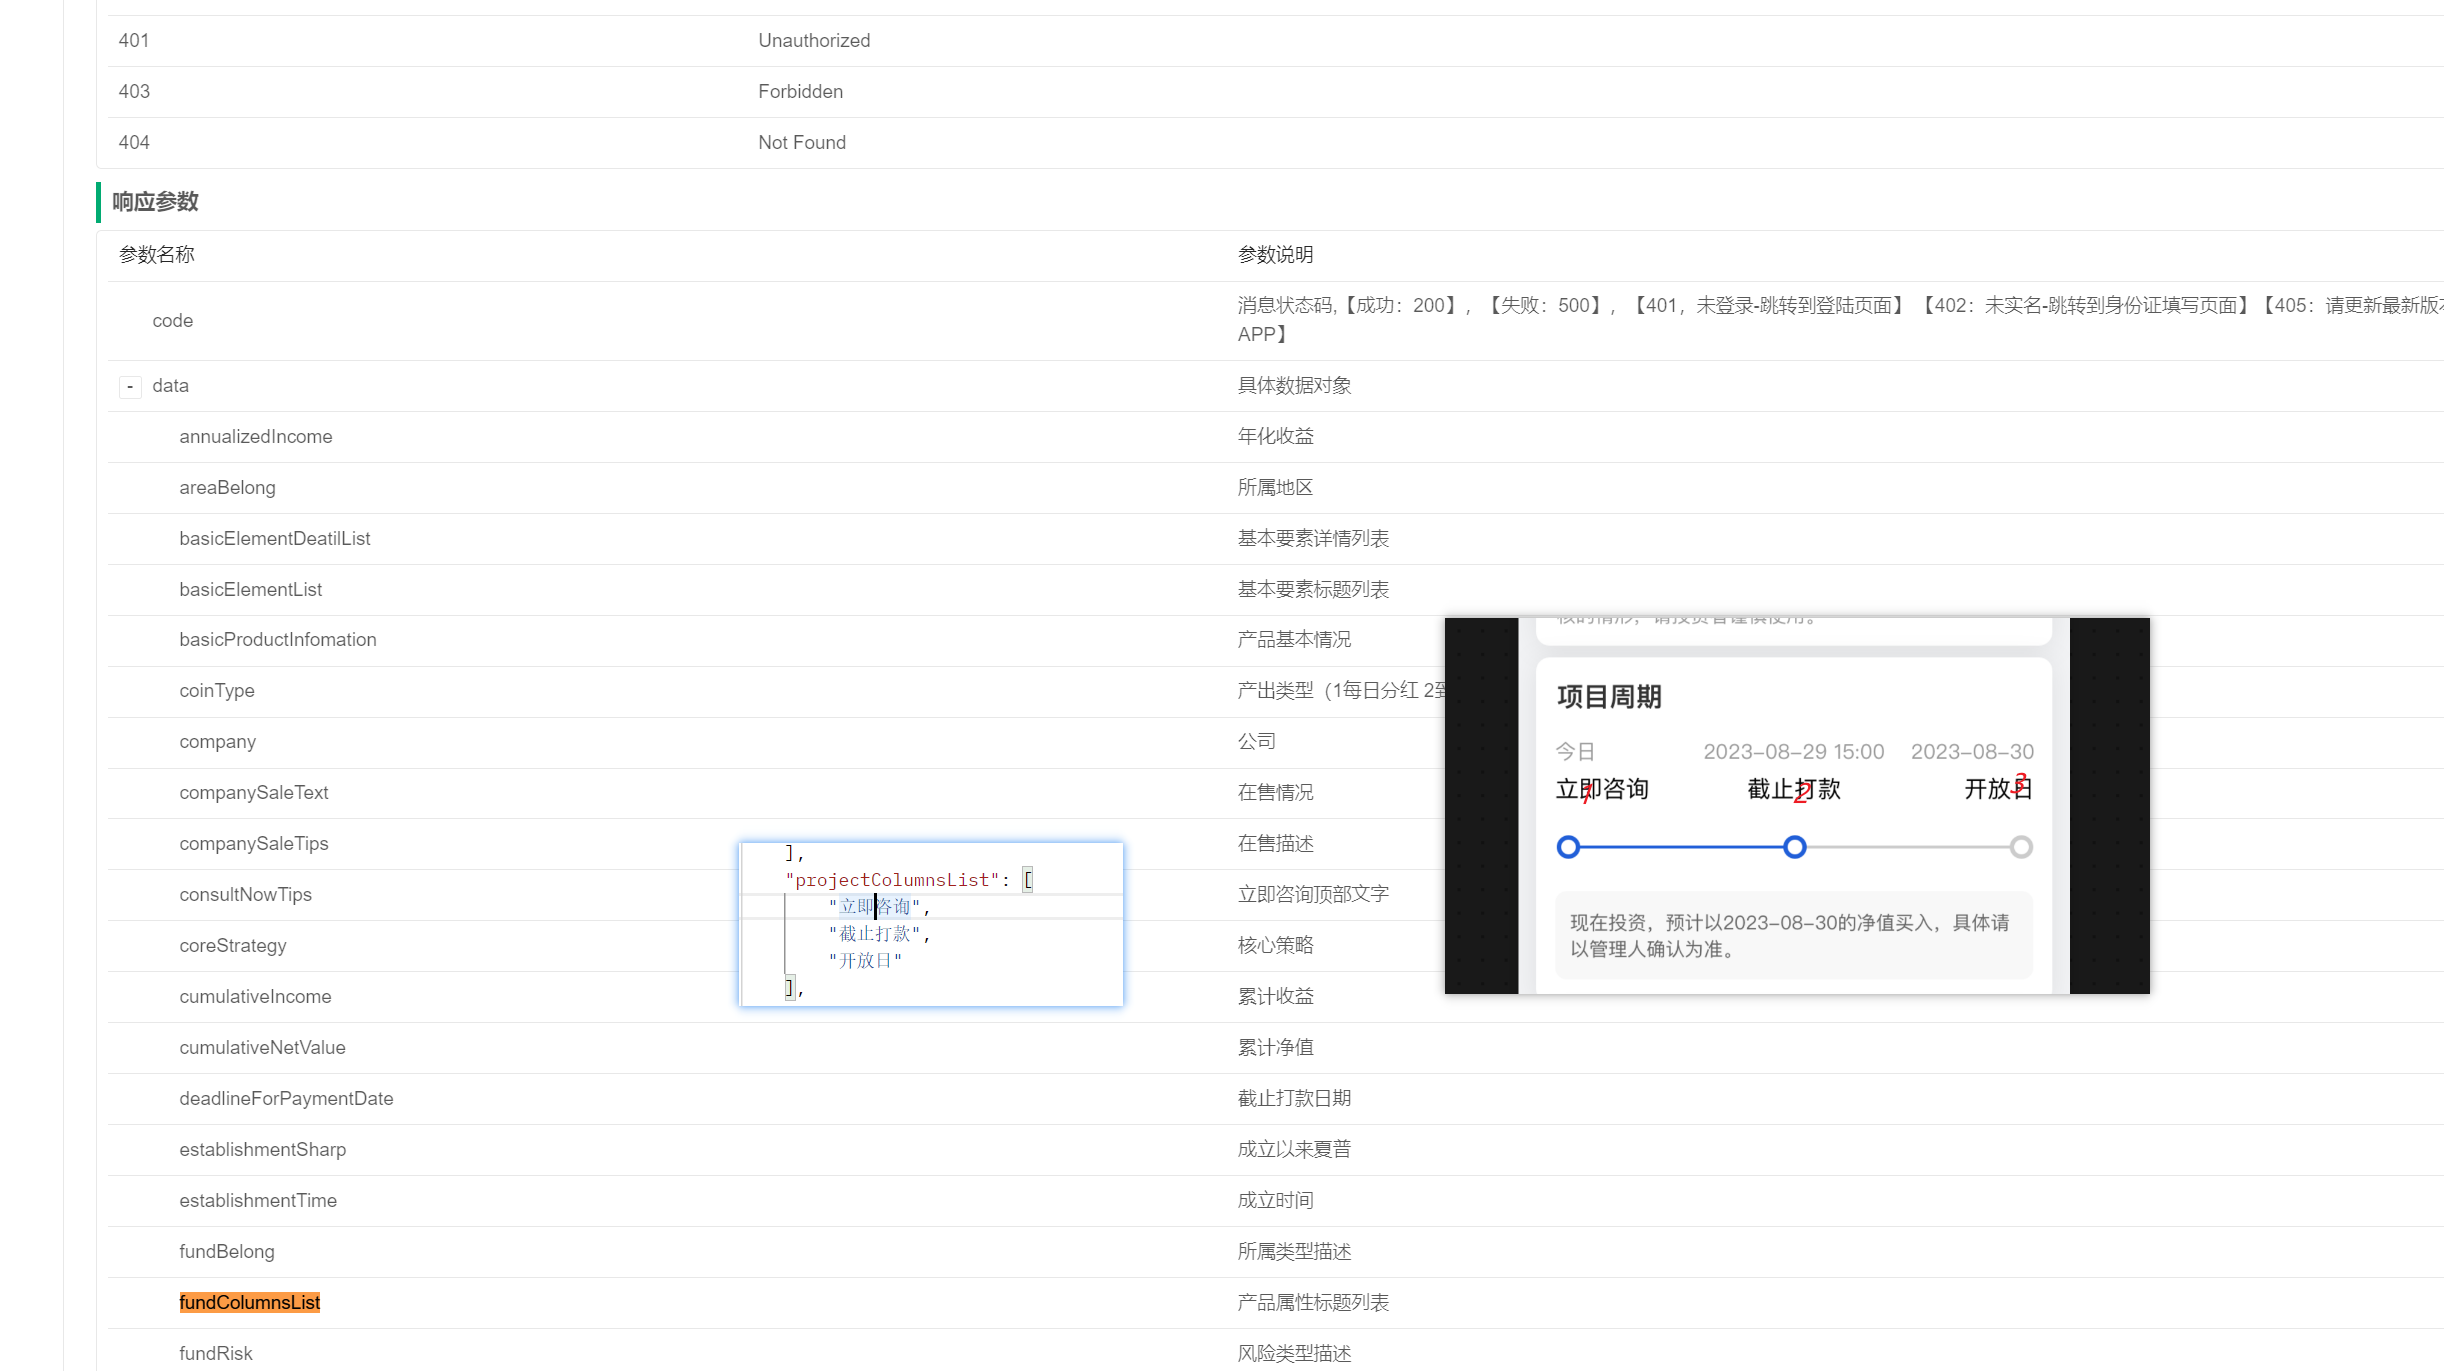 401 Unauthorized
403 Forbidden
404 Not Found
响应参数
参数名称 参数说明
code 消息状态码,【成功：200】，【失败：500】，【401，未登录-跳转到登陆页面】【402：未实名-跳转到身份证填写页面】【405：请更新最新版
APP】
- data 具体数据对象
annualizedIncome 年化收益
areaBelong 所属地区
basicElementDeatilList 基本要素详情列表
basicElementList 基本要素标题列表
basicProductInfomation 产品基本情况
coinType 产出类型（1每日分红 2
company 公司
companySaleText 在售情况
companySaleTips 在售描述
consultNowTips 立即咨询顶部文字
coreStrategy 核心策略
cumulativeIncome 累计收益
cumulativeNetValue 累计净值
deadlineForPaymentDate 截止打款日期
establishmentSharp 成立以来夏普
establishmentTime 成立时间
fundBelong 所属类型描述
fundColumnsList 产品属性标题列表
fundRisk 风险类型描述
],
"projectColumnsList": [
"立即咨询",
"截止打款",
"开放日"
],
项目周期
今日 2023-08-29 15:00 2023-08-30
立即咨询 截止打款 开放日
1 2 3
现在投资，预计以2023-08-30的净值买入，具体请
以管理人确认为准。